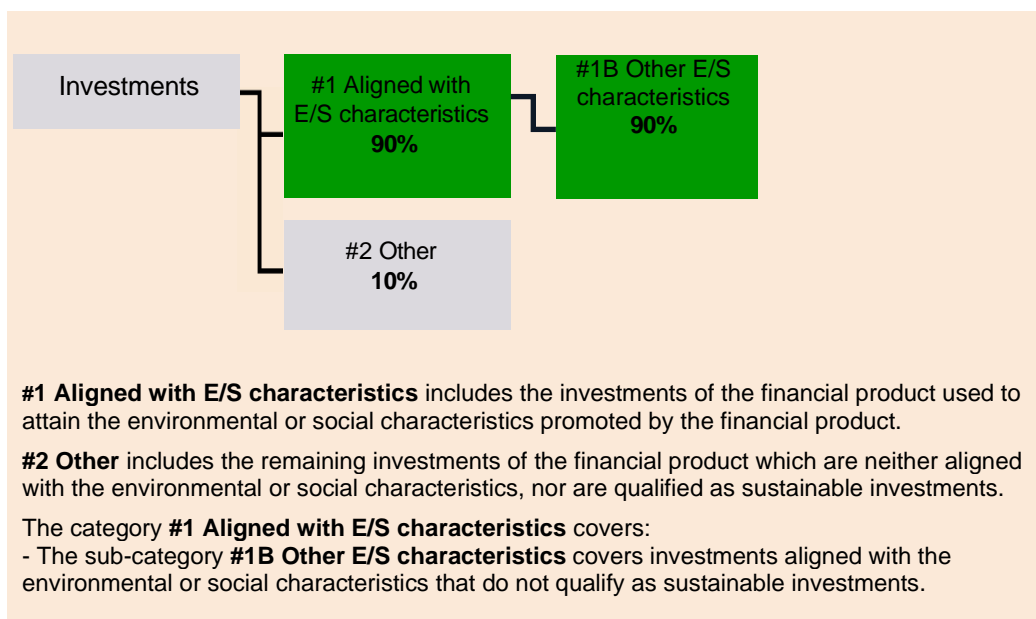 Investments
#1 Aligned with
E/S characteristics
90%
#1B Other E/S
characteristics
90%
#2 Other
10%
#1 Aligned with E/S characteristics includes the investments of the financial product used to
attain the environmental or social characteristics promoted by the financial product.
#2 Other includes the remaining investments of the financial product which are neither aligned
with the environmental or social characteristics, nor are qualified as sustainable investments.
The category #1 Aligned with E/S characteristics covers:
- The sub-category #1B Other E/S characteristics covers investments aligned with the
environmental or social characteristics that do not qualify as sustainable investments.